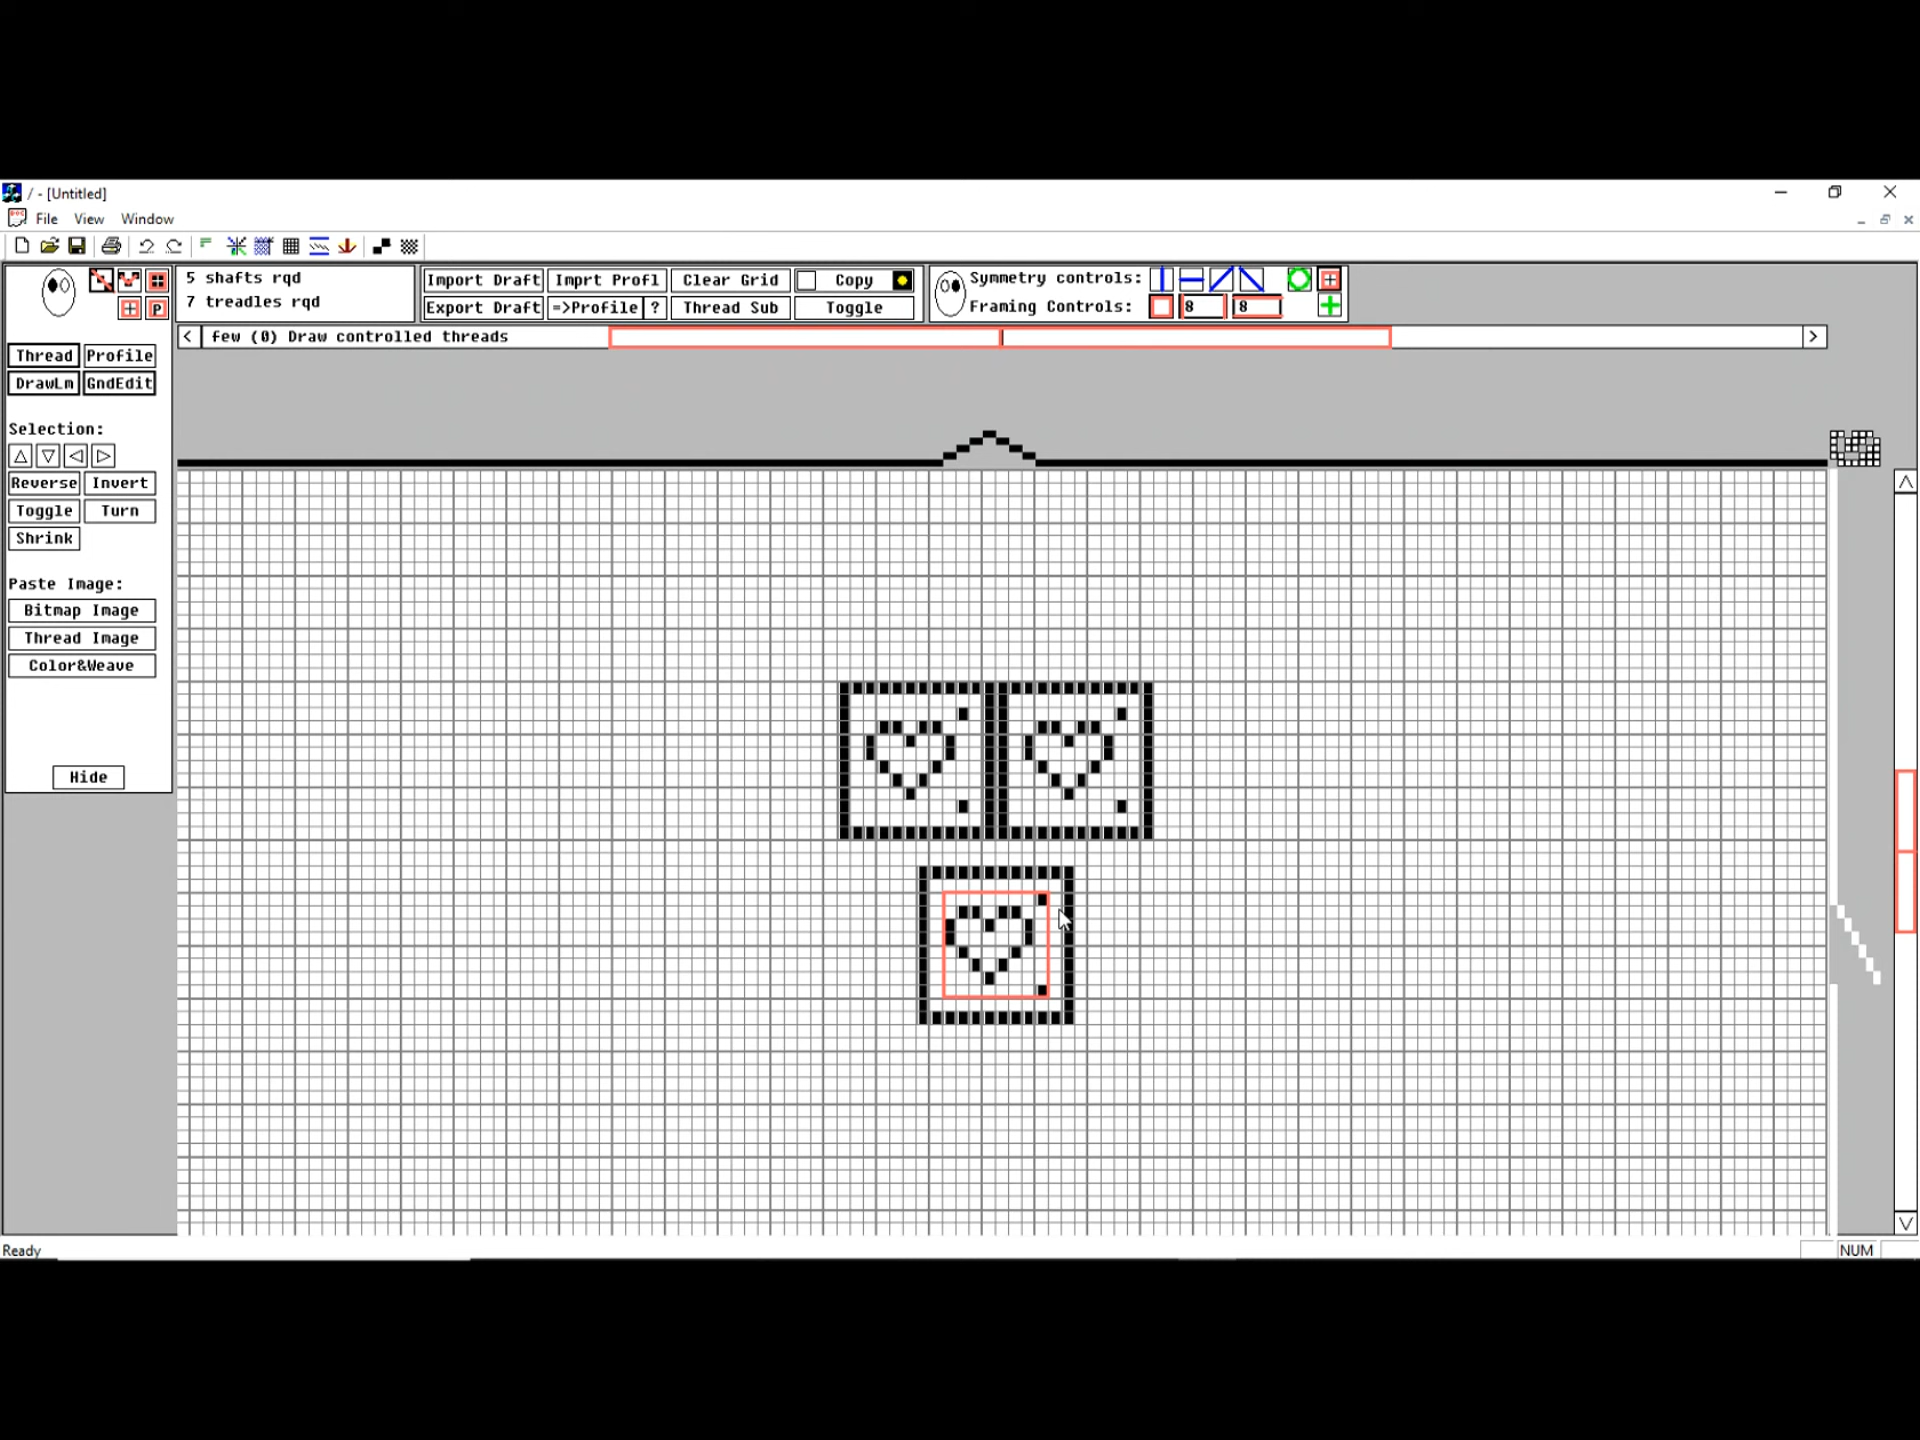 / - [Untitled]
File View Window
5 shafts rqd
7 treadles rqd
Import Draft Imprt Profl Clear Grid Copy
Export Draft =>Profile ? Thread Sub Toggle
Symmetry controls:
Framing Controls: 8 8
P
< few (0) Draw controlled threads >
Thread Profile
DrawLm GndEdit
Selection:
Reverse Invert
Toggle Turn
Shrink
Paste Image:
Bitmap Image
Thread Image
Color&Weave
Hide
Ready
NUM